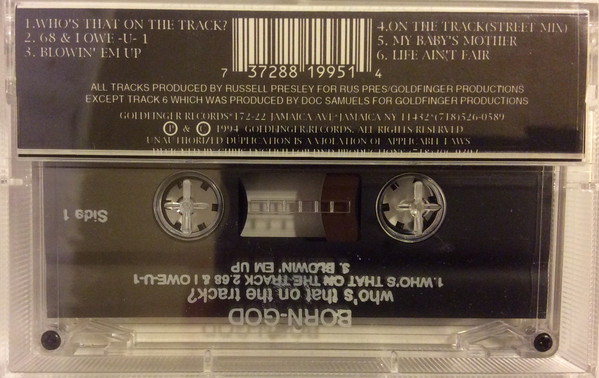 1.WHO'S THAT ON THE TRACK?
2. 68 & I OWE -U- 1
3. BLOWIN' EM UP
4.ON THE TRACK(STREET MIX)
5. MY BABY'S MOTHER
6. LIFE AIN'T FAIR
7 37288 19951 4
ALL TRACKS PRODUCED BY RUSSELL PRESLEY FOR RUS PRES/GOLDFINGER PRODUCTIONS
EXCEPT TRACK 6 WHICH WAS PRODUCED BY DOC SAMUELS FOR GOLDFINGER PRODUCTIONS
GOLDFINGER RECORDS*172-22 JAMAICA AVE*JAMAICA NY 11432*(718)526-0589
Ⓟ & © 1994 GOLDFINGER RECORDS. ALL RIGHTS RESERVED
UNAUTHORIZED DUPLICATION IS A VIOLATION OF APPLICABLE LAWS
Side 1
BORN-GOD
who's that on the track?
1.WHO'S THAT ON THE TRACK 2.68 & I OWE-U-1
3. BLOWIN' EM UP